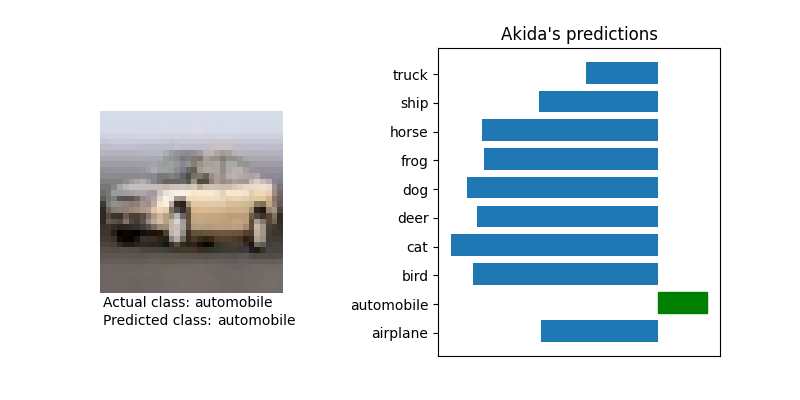 Akida's predictions
truck
ship
horse
frog
dog
deer
cat
bird
automobile
airplane
Actual class: automobile
Predicted class: automobile